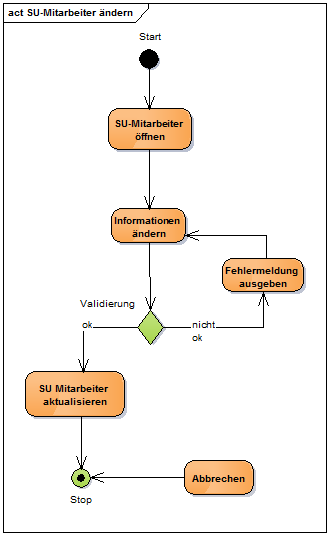 act SU-Mitarbeiter ändern
Start
SU-Mitarbeiter
öffnen
Informationen
ändern
Fehlermeldung
ausgeben
Validierung
ok
nicht
ok
SU Mitarbeiter
aktualisieren
Abbrechen
Stop